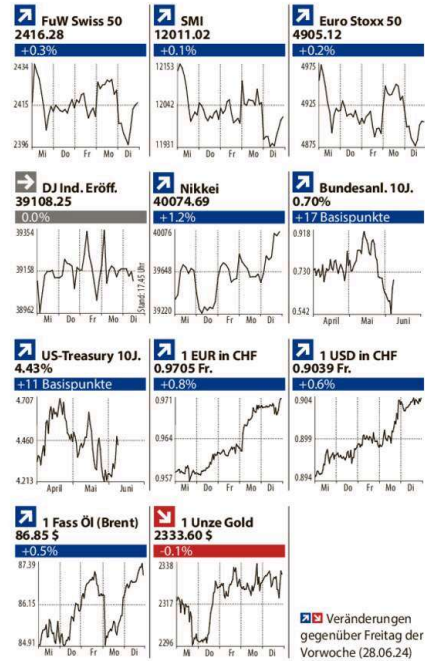 FuW Swiss 50
2416.28
+0.3%
2434
2415
2396
Mi Do Fr Mo Di
SMI
12011.02
+0.1%
12153
12042
11931
Mi Do Fr Mo Di
Euro Stoxx 50
4905.12
+0.2%
4975
4925
4875
Mi Do Fr Mo Di
DJ Ind. Eröff.
39108.25
0.0%
39354
39158
38962
Mi Do Fr Mo Di
Stand: 17.45 Uhr
Nikkei
40074.69
+1.2%
40076
39648
39220
Mi Do Fr Mo Di
Bundesanl. 10J.
0.70%
+17 Basispunkte
0.918
0.730
0.542
April Mai Juni
US-Treasury 10J.
4.43%
+11 Basispunkte
4.707
4.460
4.213
April Mai Juni
1 EUR in CHF
0.9705 Fr.
+0.8%
0.971
0.964
0.957
Mi Do Fr Mo Di
1 USD in CHF
0.9039 Fr.
+0.6%
0.904
0.899
0.894
Mi Do Fr Mo Di
1 Fass Öl (Brent)
86.85 $
+0.5%
87.39
86.15
84.91
Mi Do Fr Mo Di
1 Unze Gold
2333.60 $
-0.1%
2338
2317
2296
Mi Do Fr Mo Di
Veränderungen
gegenüber Freitag der
Vorwoche (28.06.24)